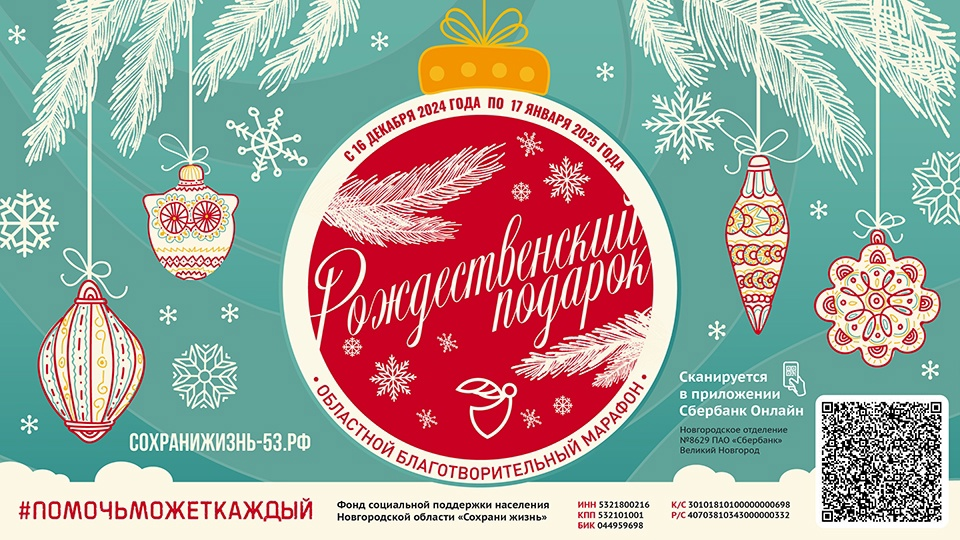 С 16 ДЕКАБРЯ 2024 ГОДА ПО 17 ЯНВАРЯ 2025 ГОДА
Рождественский
подарок
• ОБЛАСТНОЙ БЛАГОТВОРИТЕЛЬНЫЙ МАРАФОН •
СОХРАНИЖИЗНЬ-53.РФ
Сканируется
в приложении
Сбербанк Онлайн
Новгородское отделение
№8629 ПАО «Сбербанк»
Великий Новгород
#ПОМОЧЬМОЖЕТКАЖДЫЙ
Фонд социальной поддержки населения
Новгородской области «Сохрани жизнь»
ИНН 5321800216
КПП 532101001
БИК 044959698
К/С 30101810100000000698
Р/С 40703810343000000332